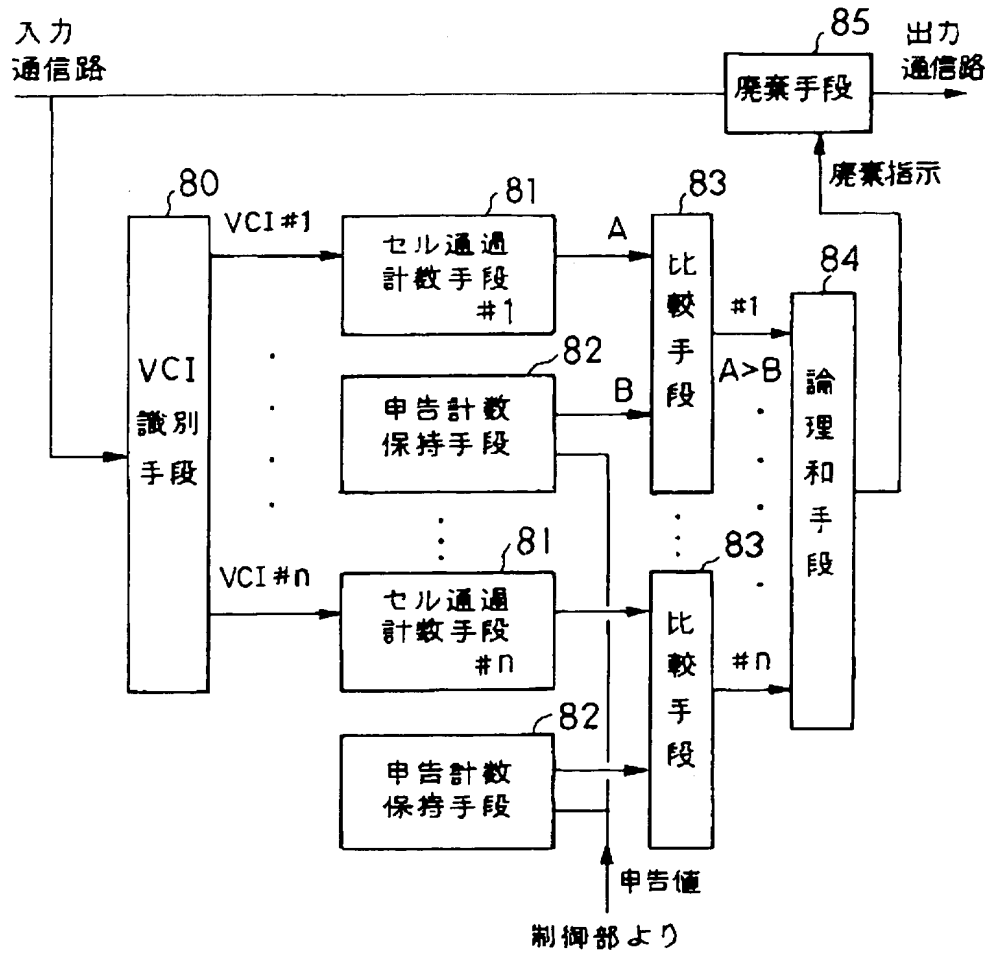 入力
通信路
85
出力
通信路
廃棄手段
廃棄指示
80
VCI
識別
手段
VCI#1
81
セル通過
計数手段
#1
A
83
比較手段
#1
A>B
84
論理和手段
82
申告計数
保持手段
B
VCI#n
81
セル通過
計数手段
#n
83
比較手段
#n
82
申告計数
保持手段
申告値
制御部より